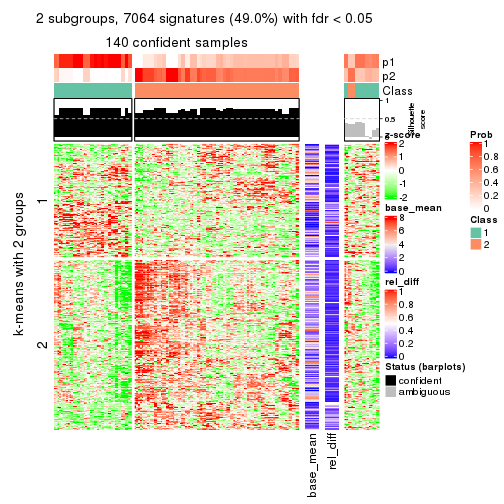 2 subgroups, 7064 signatures (49.0%) with fdr < 0.05
140 confident samples
p1
p2
Class
1
0.5
0
Silhouette
score
k-means with 2 groups
1
2
base_mean
rel_diff
z-score
2
1
0
-1
-2
base_mean
8
6
4
2
0
rel_diff
1
0.8
0.6
0.4
0.2
0
Status (barplots)
confident
ambiguous
Prob
1
0.8
0.6
0.4
0.2
0
Class
1
2